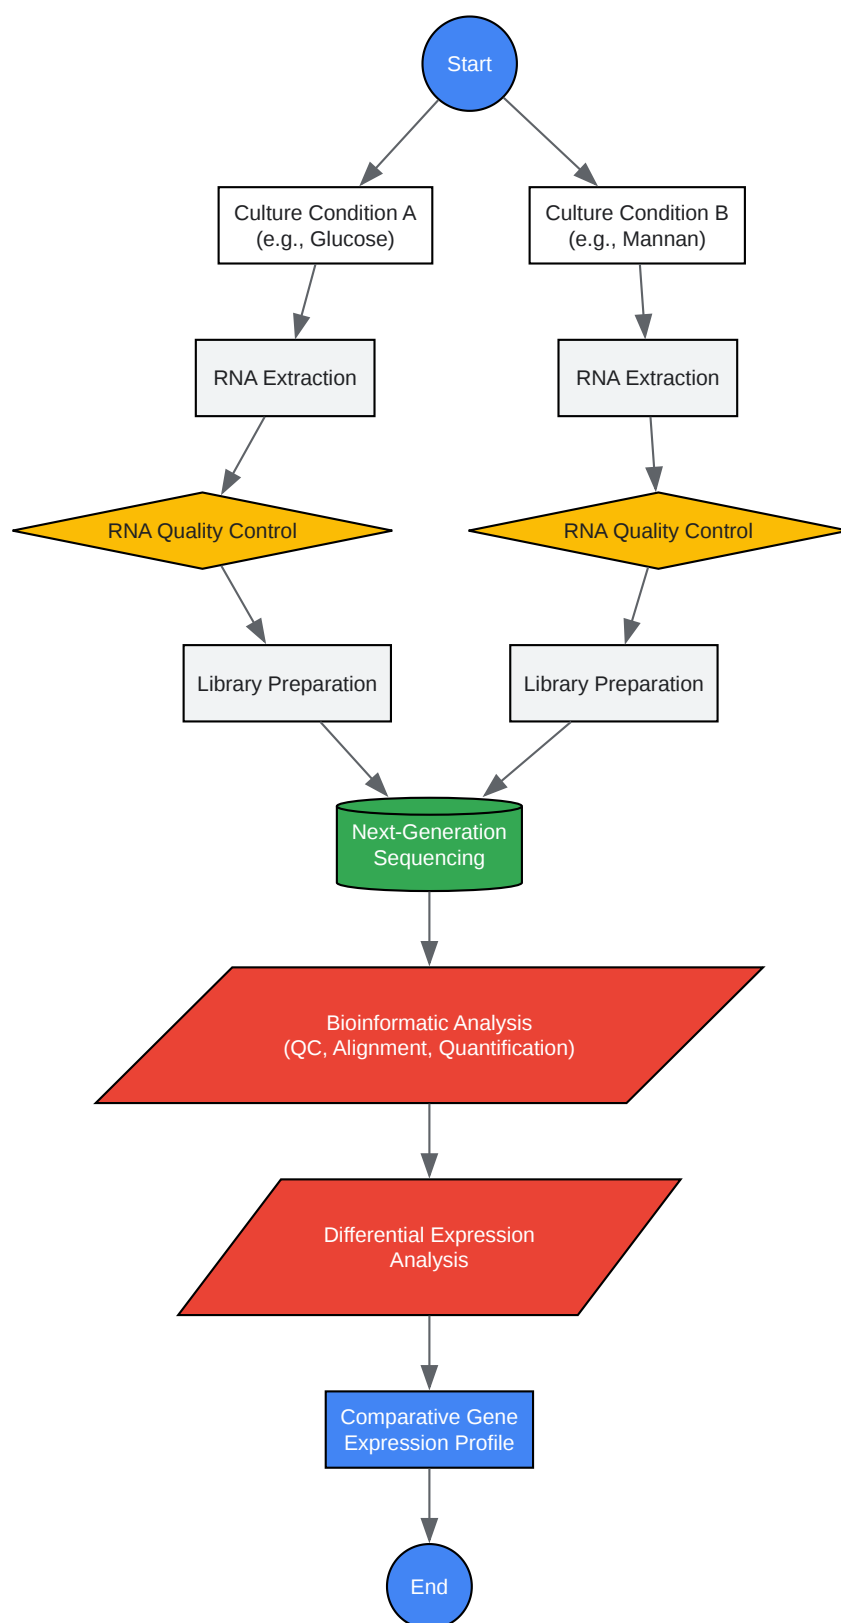 Start
Culture Condition A
(e.g., Glucose)
Culture Condition B
(e.g., Mannan)
RNA Extraction
RNA Extraction
RNA Quality Control
RNA Quality Control
Library Preparation
Library Preparation
Next-Generation
Sequencing
Bioinformatic Analysis
(QC, Alignment, Quantification)
Differential Expression
Analysis
Comparative Gene
Expression Profile
End